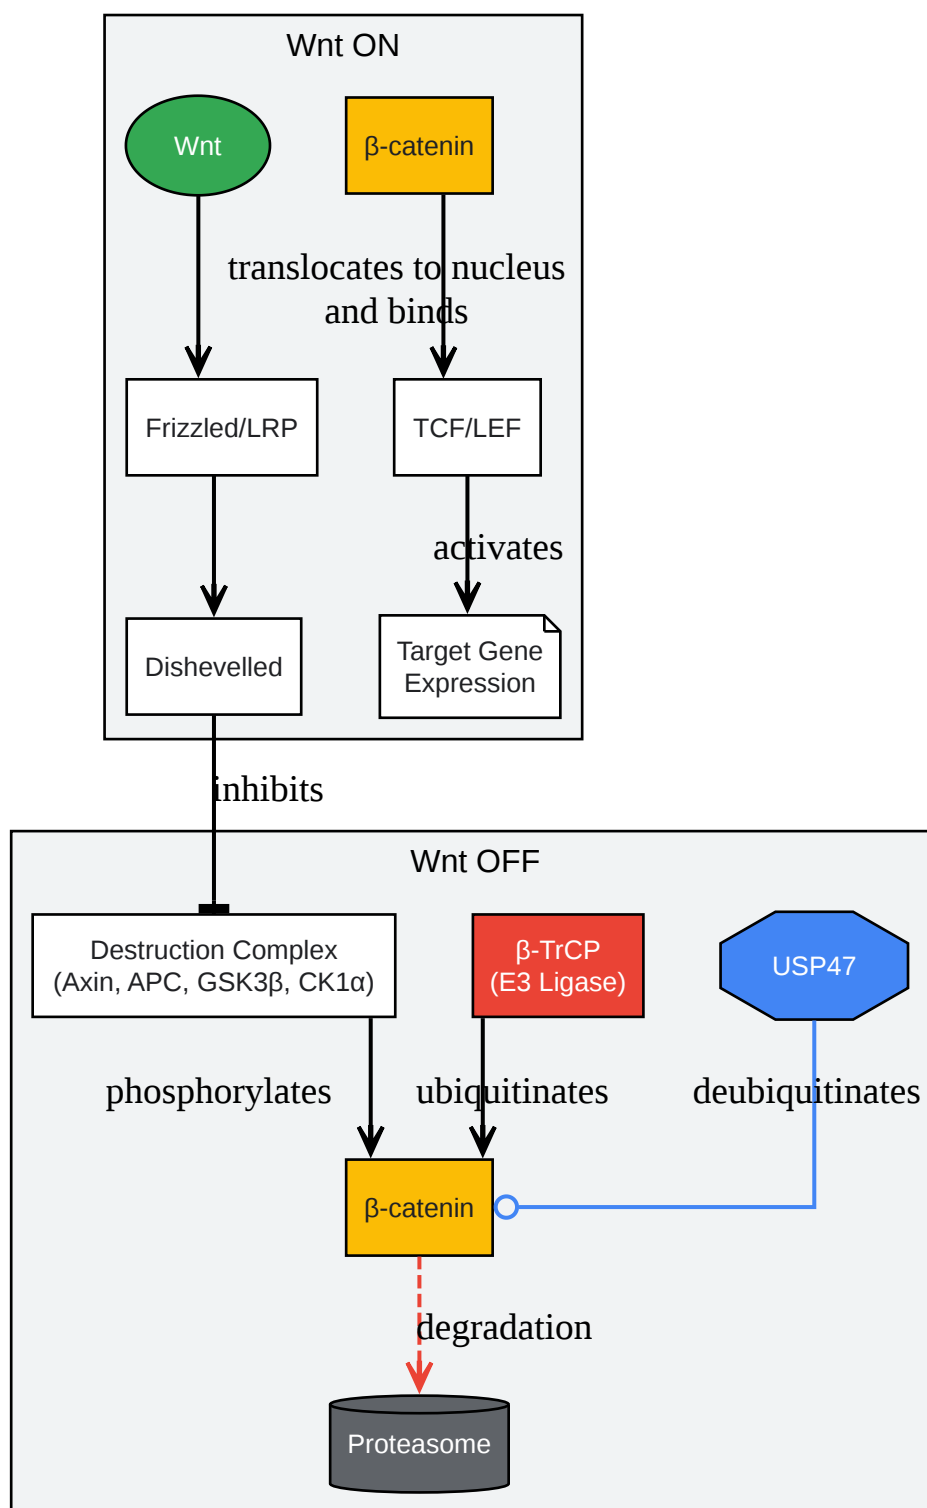 Wnt ON
Wnt
β-catenin
translocates to nucleus
and binds
Frizzled/LRP
TCF/LEF
activates
Dishevelled
Target Gene
Expression
inhibits
Wnt OFF
Destruction Complex
(Axin, APC, GSK3β, CK1α)
β-TrCP
(E3 Ligase)
USP47
phosphorylates
ubiquitinates
deubiquitinates
β-catenin
degradation
Proteasome